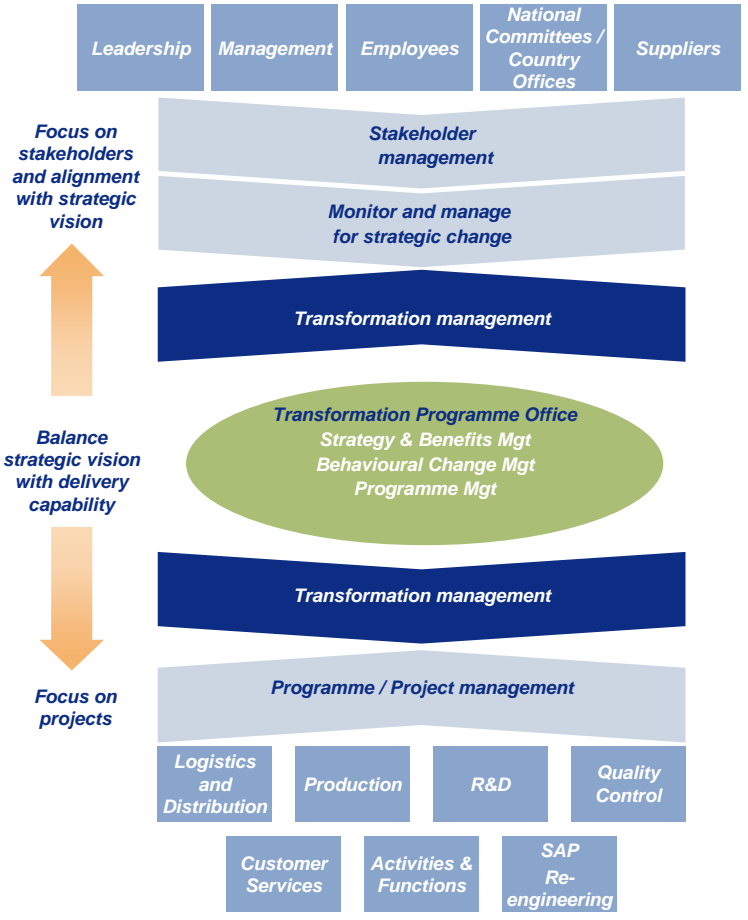 Leadership
Management
Employees
National
Committees /
Country
Offices
Suppliers
Focus on
stakeholders
and alignment
with strategic
vision
Stakeholder
management
Monitor and manage
for strategic change
Transformation management
Balance
strategic vision
with delivery
capability
Transformation Programme Office
Strategy & Benefits Mgt
Behavioural Change Mgt
Programme Mgt
Transformation management
Focus on
projects
Programme / Project management
Logistics
and
Distribution
Production
R&D
Quality
Control
Customer
Services
Activities &
Functions
SAP
Re-
engineering